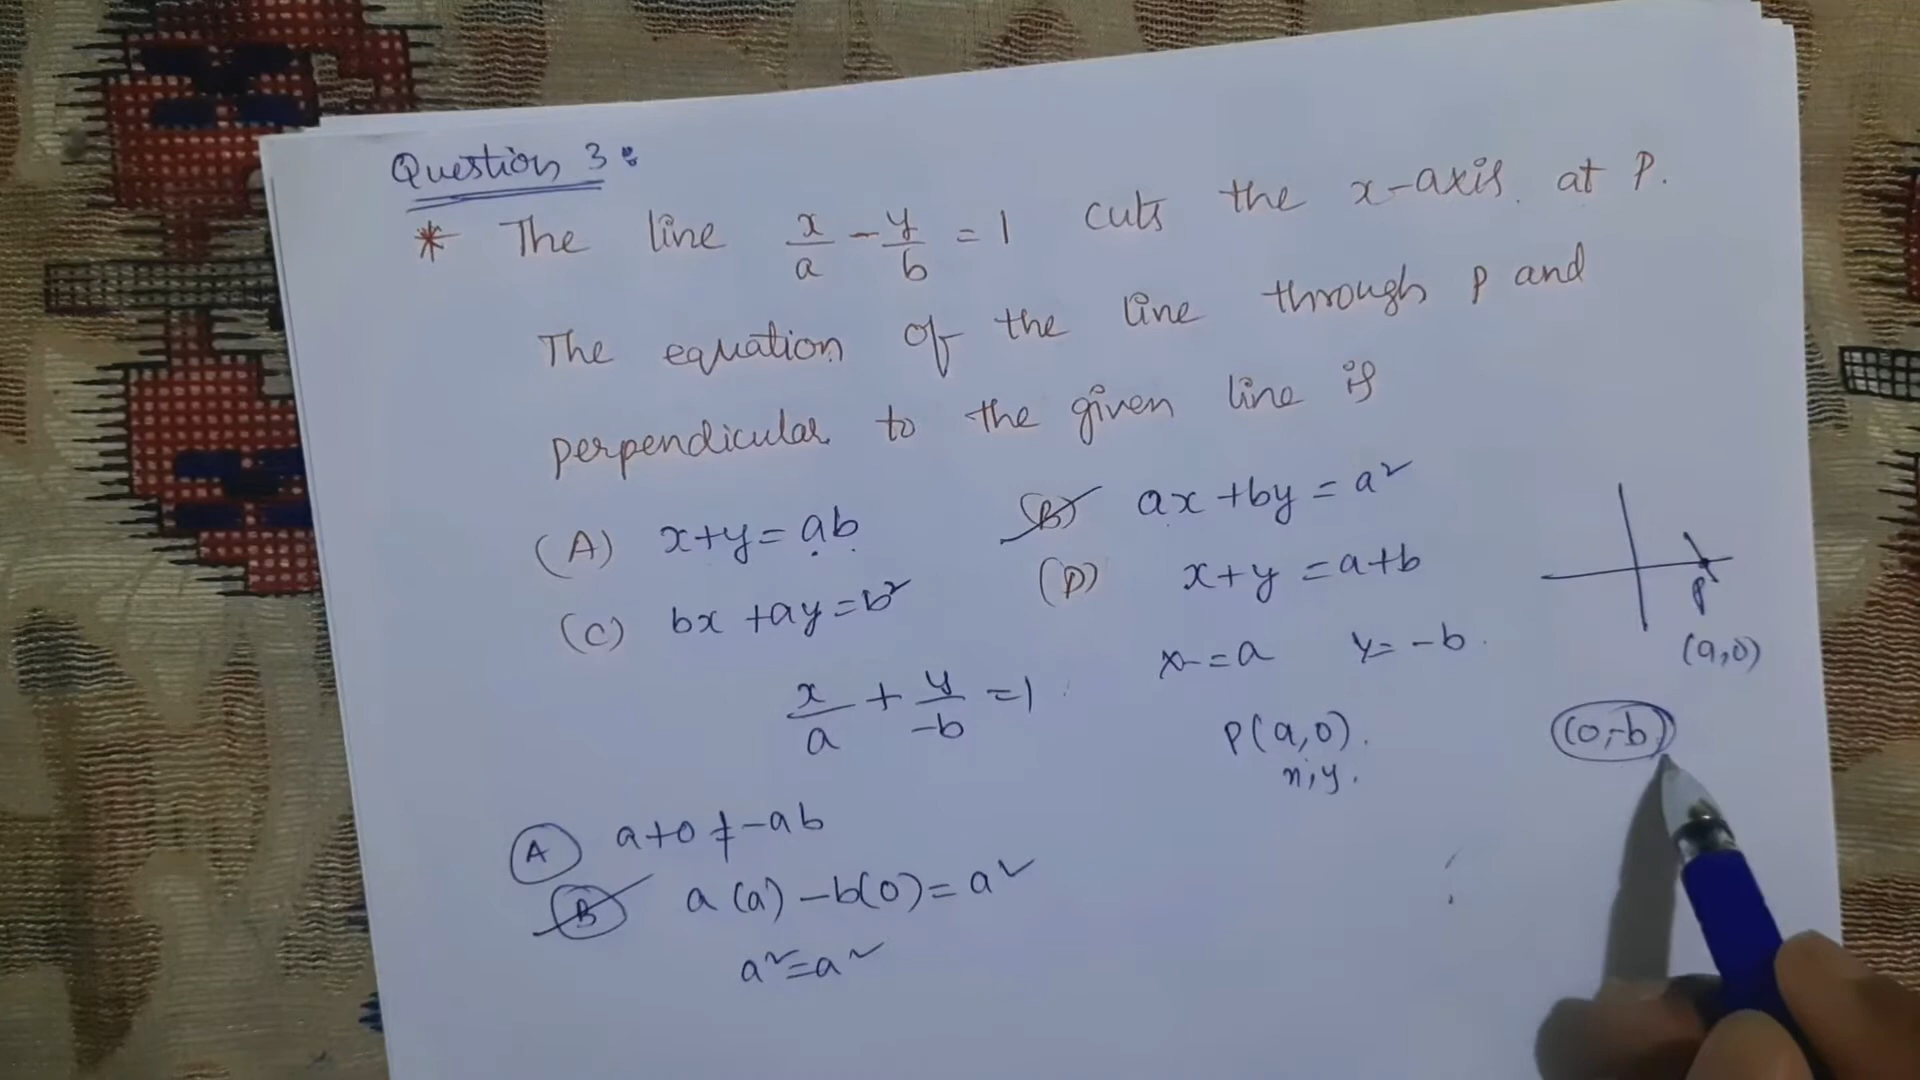 Question 3:
* The line x/a - y/b = 1 cuts the x-axis at P.
The equation of the line through P and
perpendicular to the given line is
(A) x+y = ab (B) ax + by = a²
(C) bx + ay = b² (D) x+y = a+b
P
(a,0)
x = a y = -b
x/a + y/-b = 1
P(a,0). (0,-b)
x,y.
A a+0 ≠ -ab
B a(a) - b(0) = a²
a² = a²